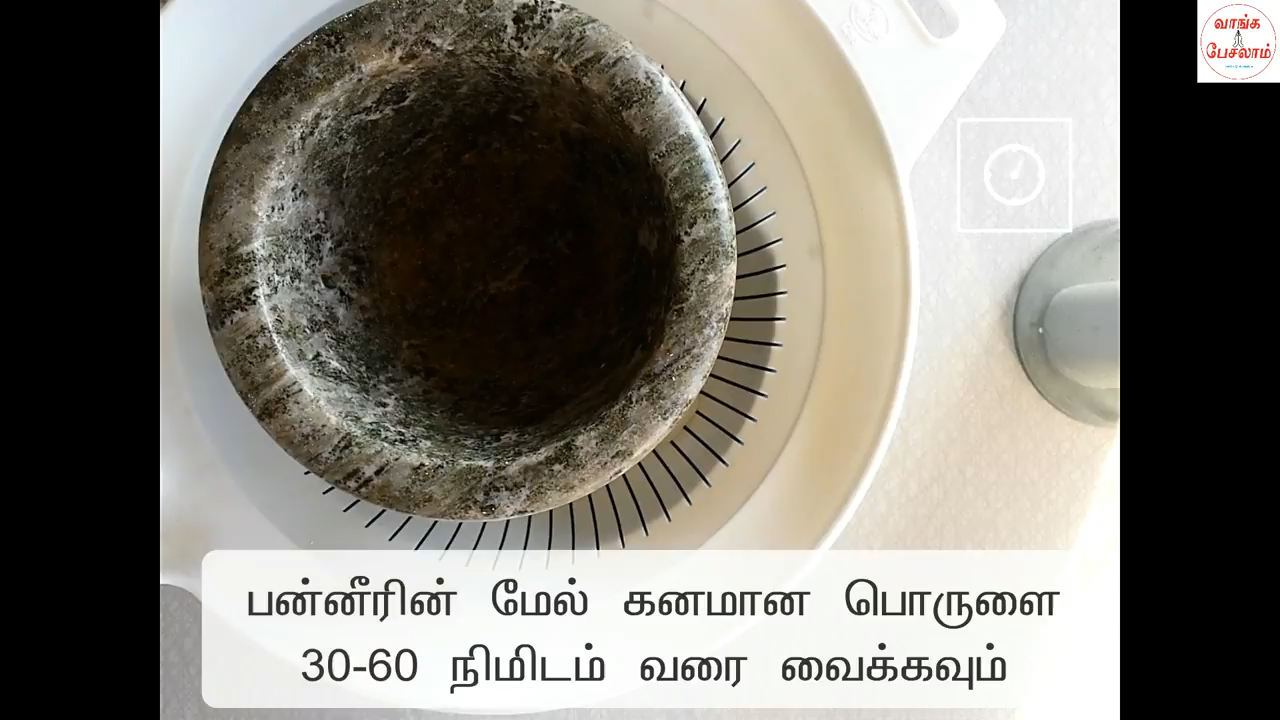 வாங்க
பேசலாம்
பன்னீரின் மேல் கனமான பொருளை
30-60 நிமிடம் வரை வைக்கவும்